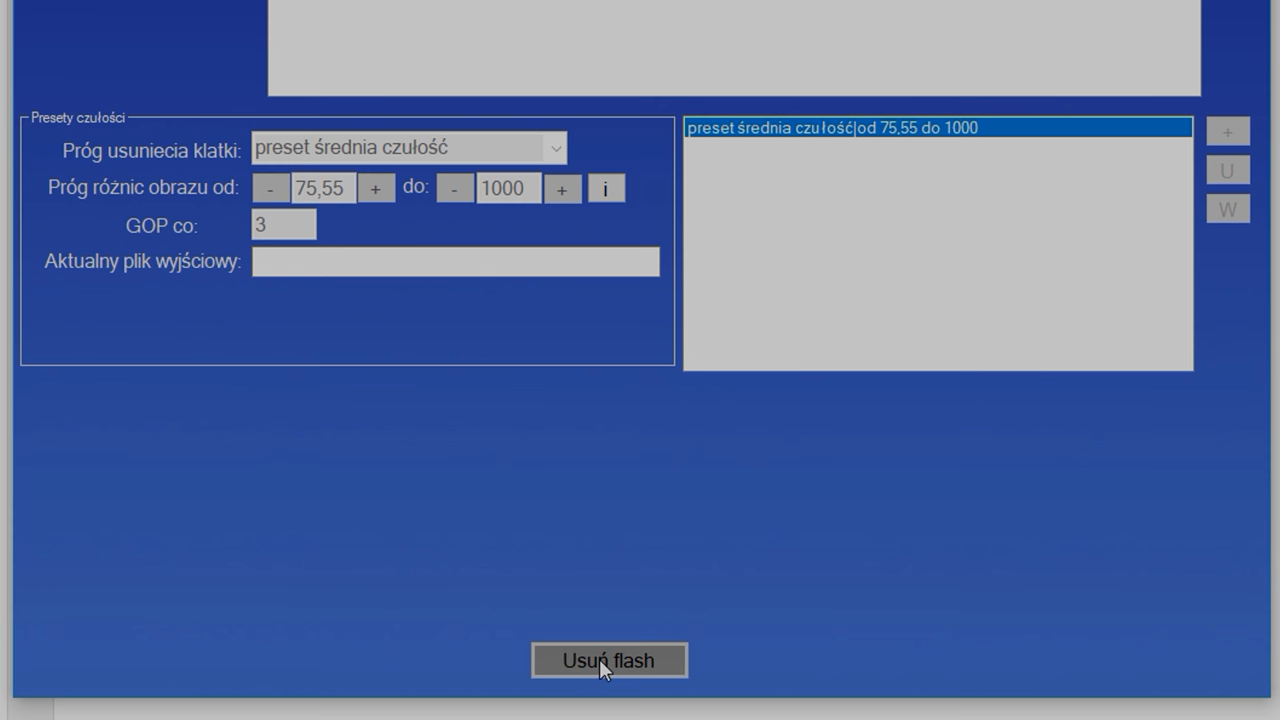 Presety czułości
Próg usuniecia klatki: preset średnia czułość
Próg różnic obrazu od: - 75,55 + do: - 1000 + i
GOP co: 3
Aktualny plik wyjściowy:
preset średnia czułość|od 75,55 do 1000
+
U
W
Usuń flash